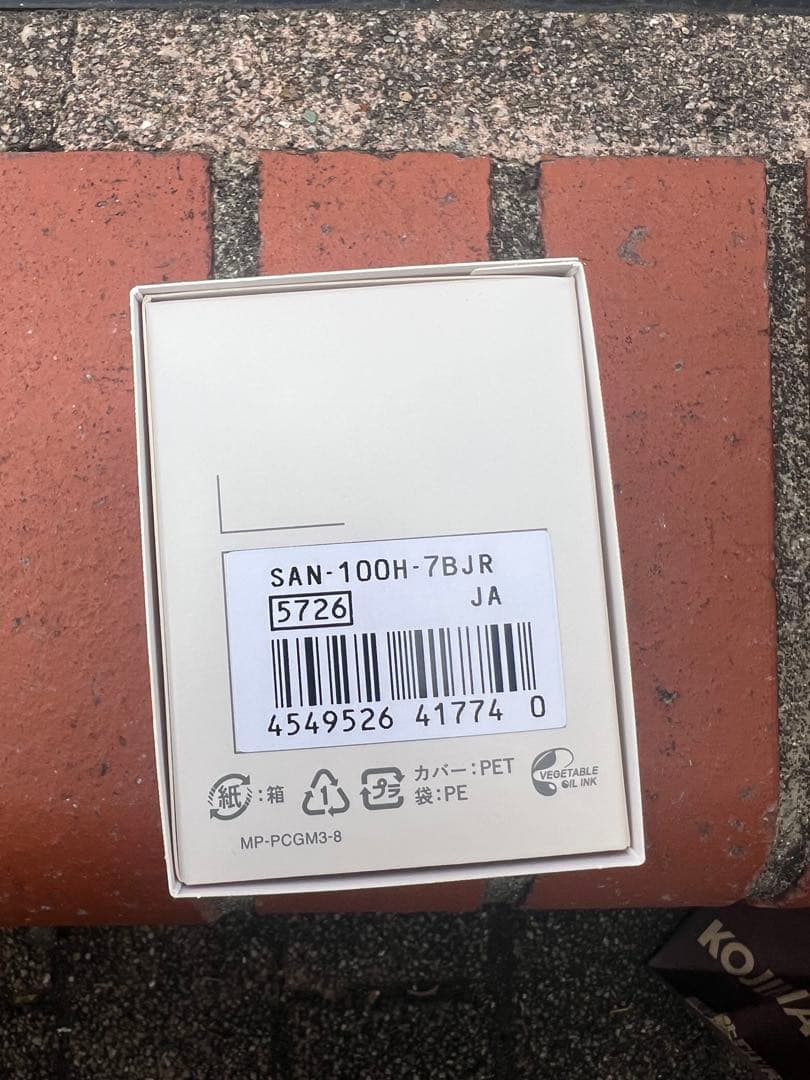 SAN-100H-7BJR
5726 JA
4549526 41774 0
紙:箱 1 プラ カバー:PET
袋:PE
VEGETABLE
OIL INK
MP-PCGM3-8